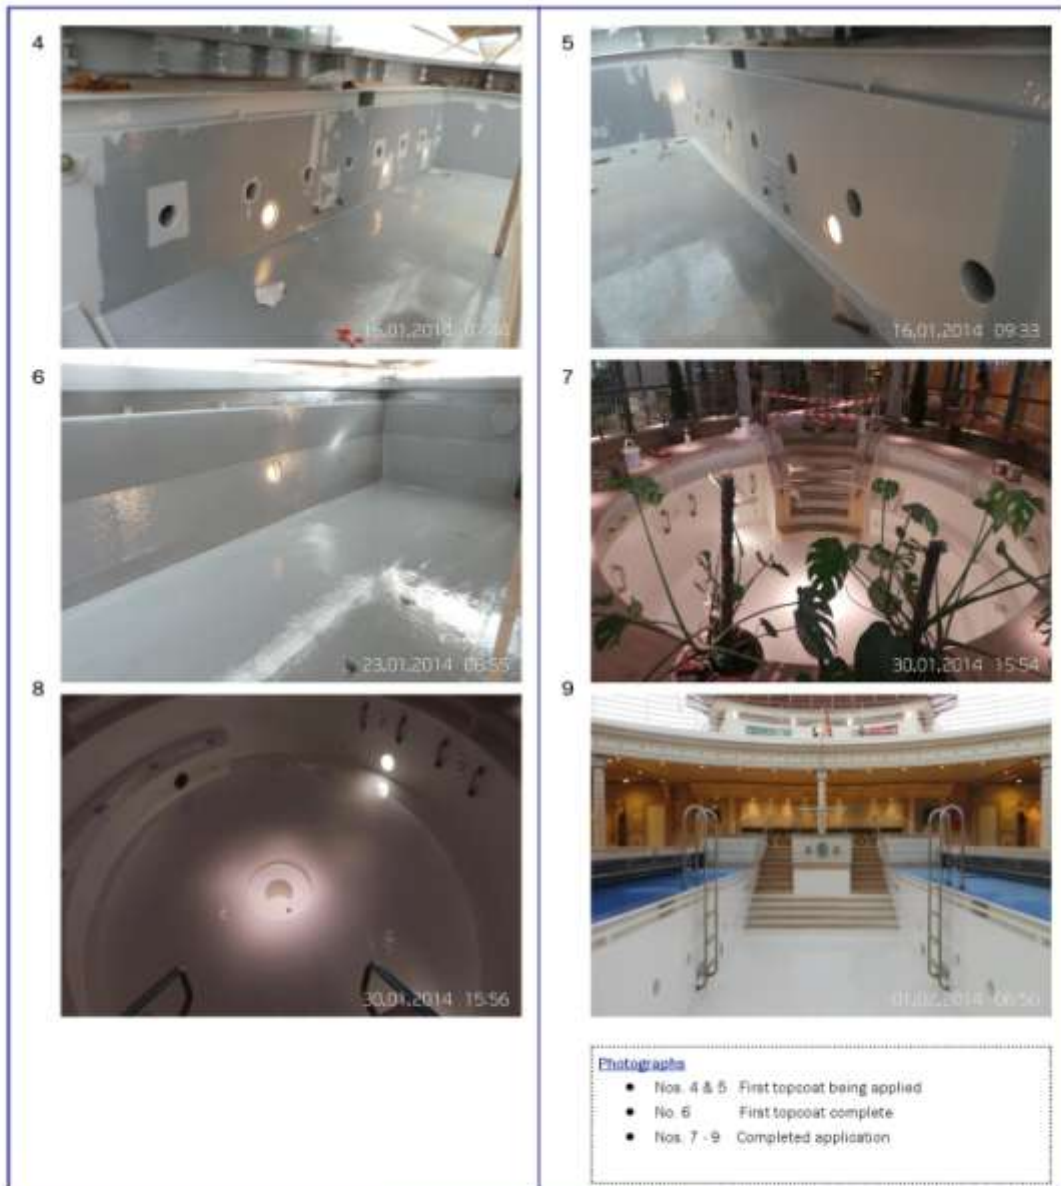 4
5
16.01.2014 09:33
6
23.01.2014 08:55
7
30.01.2014 15:54
8
30.01.2014 15:56
9
01.02.2014 06:56
Photographs
● Nos. 4 & 5 First topcoat being applied
● No. 6 First topcoat complete
● Nos. 7 - 9 Completed application